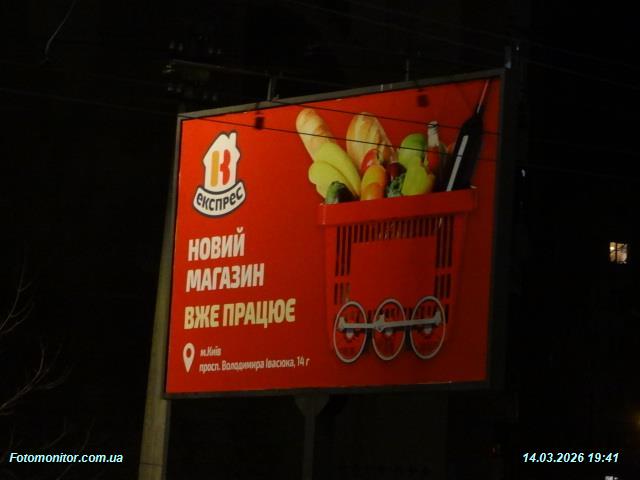 експрес
НОВИЙ
МАГАЗИН
ВЖЕ ПРАЦЮЄ
м.Київ
просп. Володимира Івасюка, 14 г
Fotomonitor.com.ua
14.03.2026 19:41